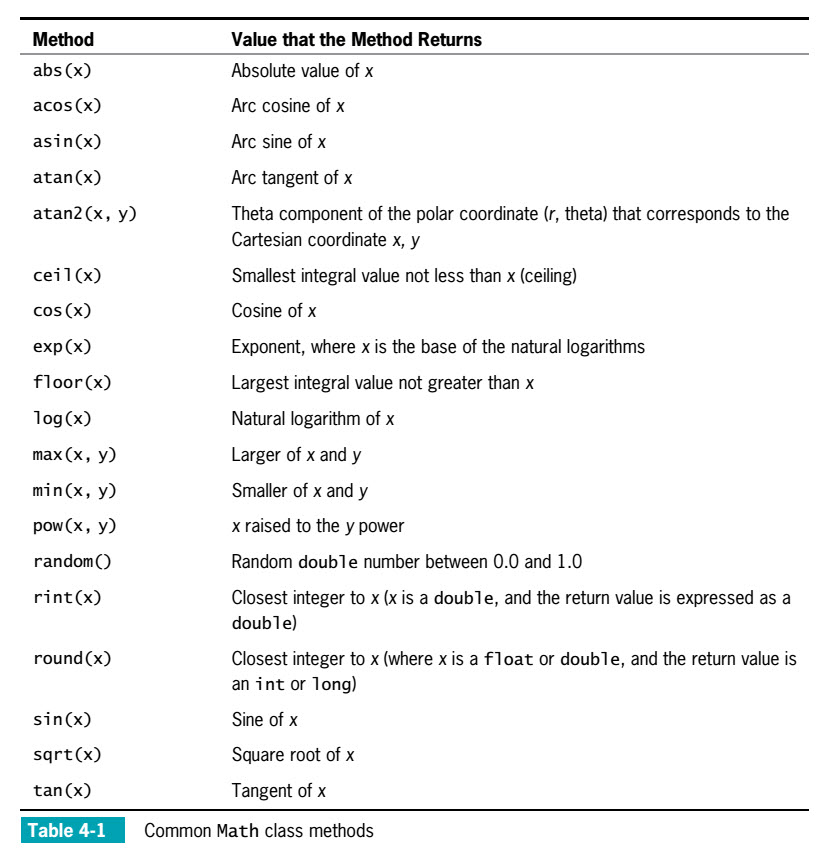 Method Value that the Method Returns
abs(x) Absolute value of x
acos(x) Arc cosine of x
asin(x) Arc sine of x
atan(x) Arc tangent of x
atan2(x, y) Theta component of the polar coordinate (r, theta) that corresponds to the
Cartesian coordinate x, y
ceil(x) Smallest integral value not less than x (ceiling)
cos(x) Cosine of x
exp(x) Exponent, where x is the base of the natural logarithms
floor(x) Largest integral value not greater than x
log(x) Natural logarithm of x
max(x, y) Larger of x and y
min(x, y) Smaller of x and y
pow(x, y) x raised to the y power
random() Random double number between 0.0 and 1.0
rint(x) Closest integer to x (x is a double, and the return value is expressed as a
double)
round(x) Closest integer to x (where x is a float or double, and the return value is
an int or long)
sin(x) Sine of x
sqrt(x) Square root of x
tan(x) Tangent of x
Table 4-1 Common Math class methods